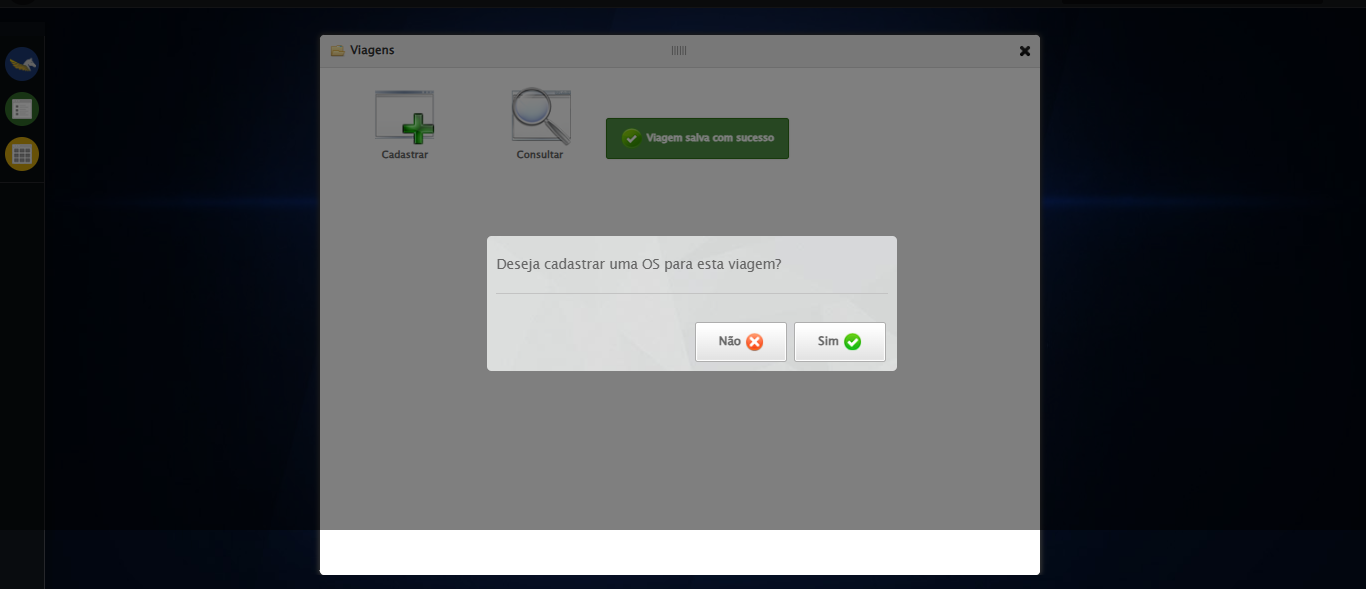 Viagens
Cadastrar
Consultar
Viagem salva com sucesso
Deseja cadastrar uma OS para esta viagem?
Não
Sim